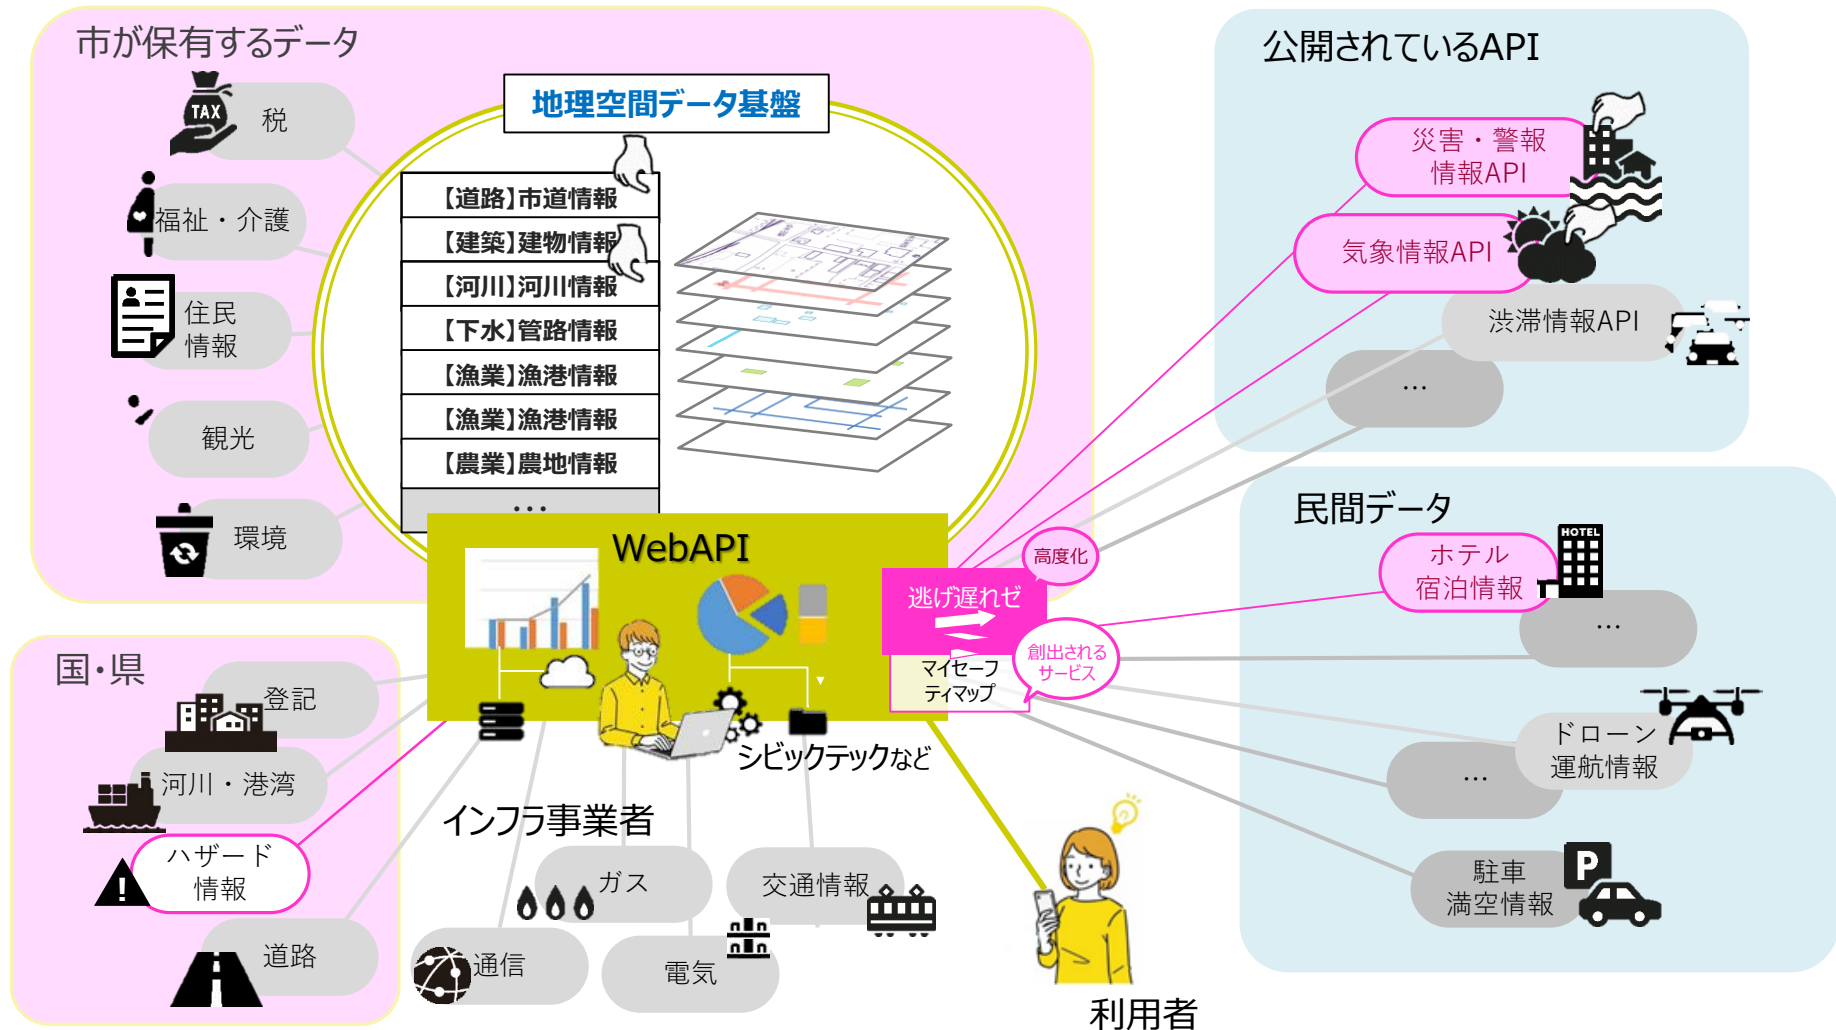 市が保有するデータ
TAX
税
福祉・介護
住民
情報
観光
環境
地理空間データ基盤
【道路】市道情報
【建築】建物情報
【河川】河川情報
【下水】管路情報
【漁業】漁港情報
【漁業】漁港情報
【農業】農地情報
…
WebAPI
シビックテックなど
逃げ遅れゼ
高度化
マイセーフ
ティマップ
創出される
サービス
公開されているAPI
災害・警報
情報API
気象情報API
渋滞情報API
…
民間データ
ホテル
宿泊情報
HOTEL
…
ドローン
運航情報
…
駐車
満空情報
P
国・県
登記
河川・港湾
ハザード
情報
道路
インフラ事業者
ガス
交通情報
通信
電気
利用者